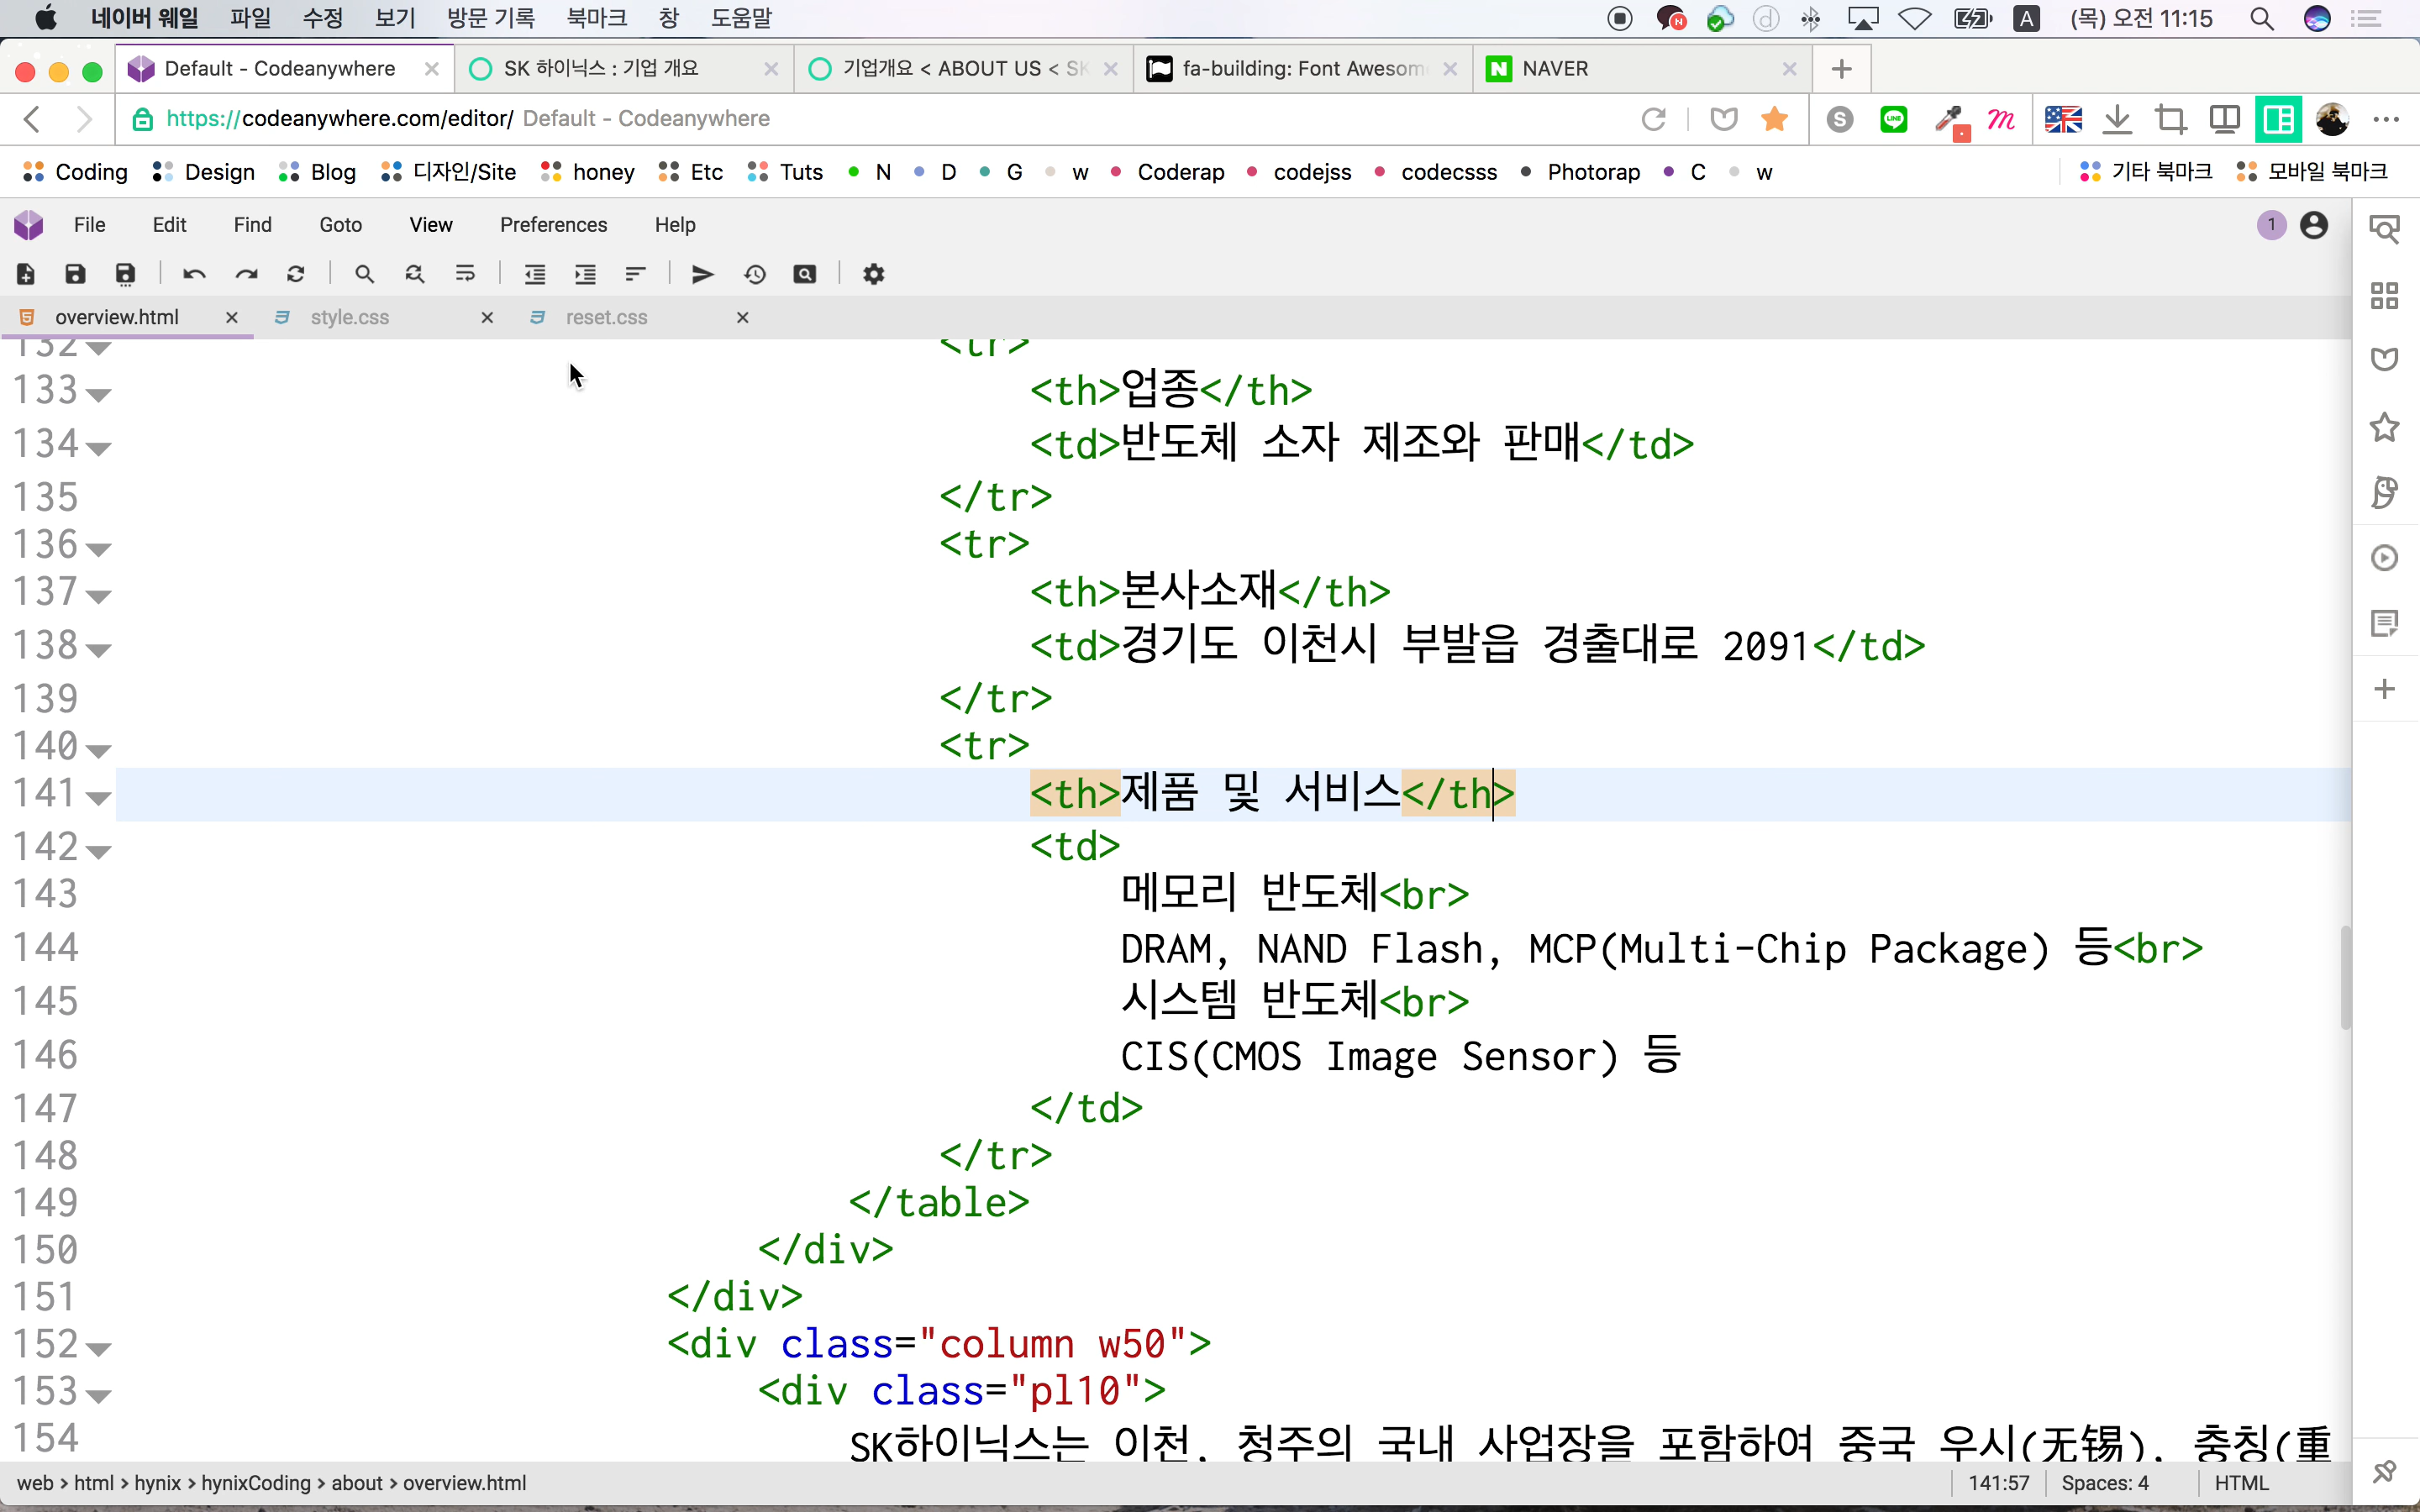 네이버 웨일 파일 수정 보기 방문 기록 북마크 창 도움말 A (목) 오전 11:15
Default - Codeanywhere SK 하이닉스 : 기업 개요 기업개요 < ABOUT US < SK fa-building: Font Awesom NAVER
https://codeanywhere.com/editor/ Default - Codeanywhere
Coding Design Blog 디자인/Site honey Etc Tuts N D G w Coderap codejss codecsss Photorap C w 기타 북마크 모바일 북마크
File Edit Find Goto View Preferences Help 1
overview.html style.css reset.css
132 <tr>
133 <th>업종</th>
134 <td>반도체 소자 제조와 판매</td>
135 </tr>
136 <tr>
137 <th>본사소재</th>
138 <td>경기도 이천시 부발읍 경출대로 2091</td>
139 </tr>
140 <tr>
141 <th>제품 및 서비스</th>
142 <td>
143 메모리 반도체<br>
144 DRAM, NAND Flash, MCP(Multi-Chip Package) 등<br>
145 시스템 반도체<br>
146 CIS(CMOS Image Sensor) 등
147 </td>
148 </tr>
149 </table>
150 </div>
151 </div>
152 <div class="column w50">
153 <div class="pl10">
154 SK하이닉스는 이천, 청주의 국내 사업장을 포함하여 중국 우시(无锡), 충칭(重
web > html > hynix > hynixCoding > about > overview.html 141:57 Spaces: 4 HTML